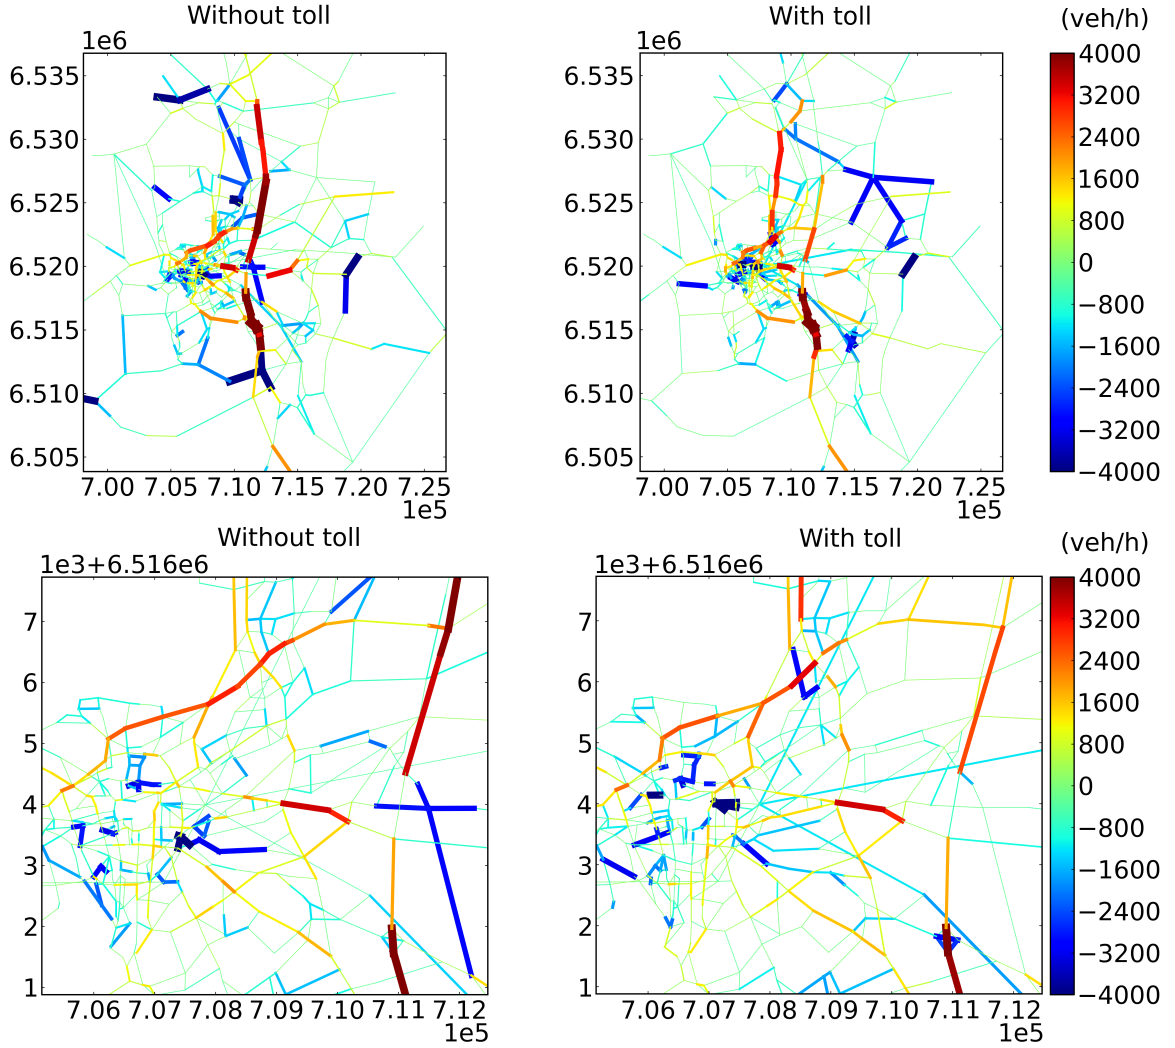 Without toll
With toll
(veh/h)
1e6
1e6
6.535
6.530
6.525
6.520
6.515
6.510
6.505
7.00 7.05 7.10 7.15 7.20 7.25
1e5
6.535
6.530
6.525
6.520
6.515
6.510
6.505
7.00 7.05 7.10 7.15 7.20 7.25
1e5
4000
3200
2400
1600
800
0
−800
−1600
−2400
−3200
−4000
Without toll
With toll
(veh/h)
1e3+6.516e6
1e3+6.516e6
7
6
5
4
3
2
1
7.06 7.07 7.08 7.09 7.10 7.11 7.12
1e5
7
6
5
4
3
2
1
7.06 7.07 7.08 7.09 7.10 7.11 7.12
1e5
4000
3200
2400
1600
800
0
−800
−1600
−2400
−3200
−4000